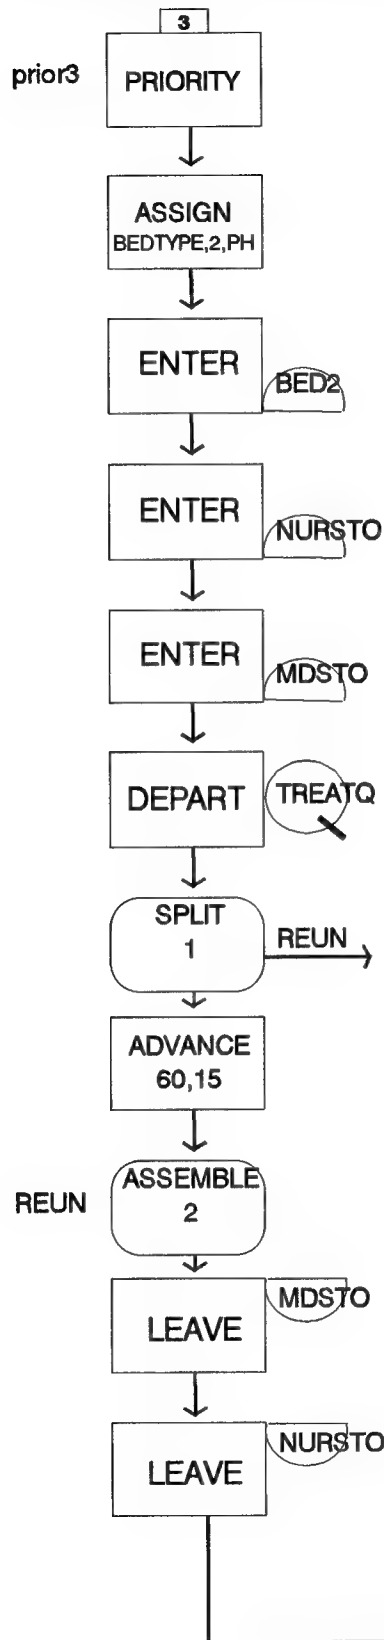 3
prior3
PRIORITY
ASSIGN
BEDTYPE,2,PH
ENTER
BED2
ENTER
NURSTO
ENTER
MDSTO
DEPART
TREATQ
SPLIT
1
REUN
ADVANCE
60,15
REUN
ASSEMBLE
2
MDSTO
LEAVE
NURSTO
LEAVE